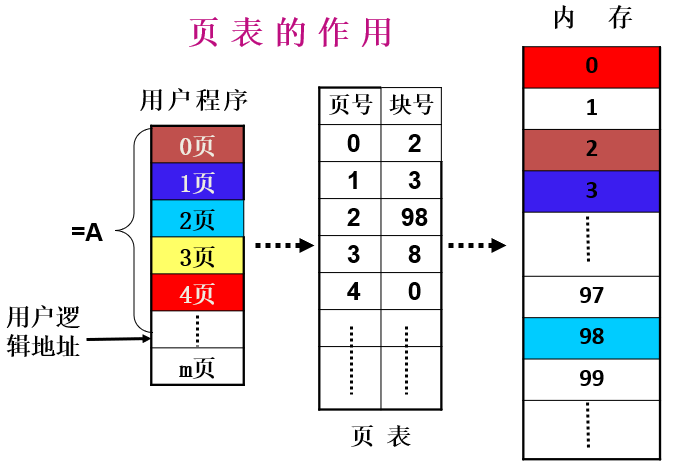 页表的作用
内 存
用户程序
0页
1页
2页
3页
4页
m页
=A
用户逻
辑地址
页号 块号
0 2
1 3
2 98
3 8
4 0
页 表
0
1
2
3
97
98
99